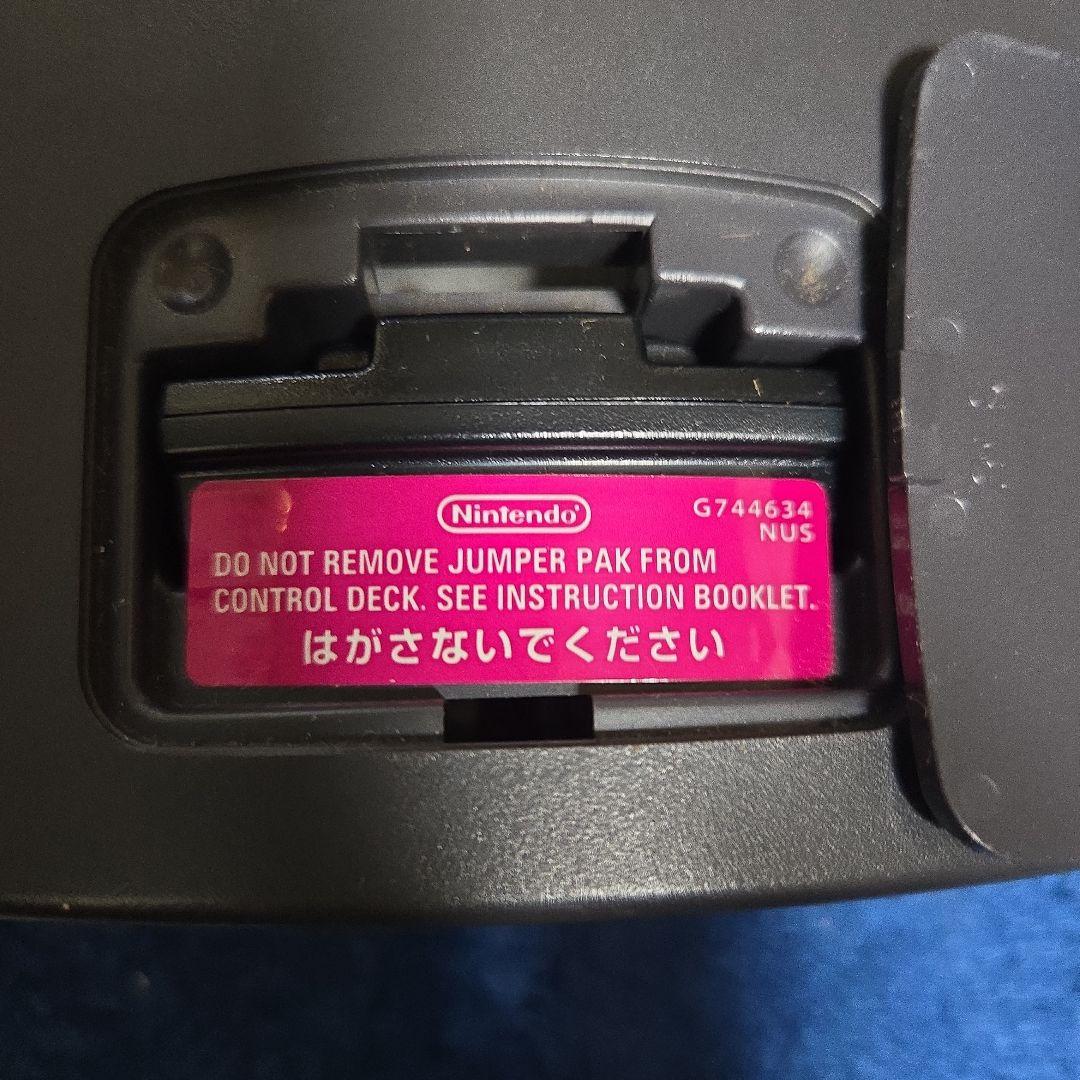 Nintendo
G744634
NUS
DO NOT REMOVE JUMPER PAK FROM
CONTROL DECK. SEE INSTRUCTION BOOKLET.
はがさないでください